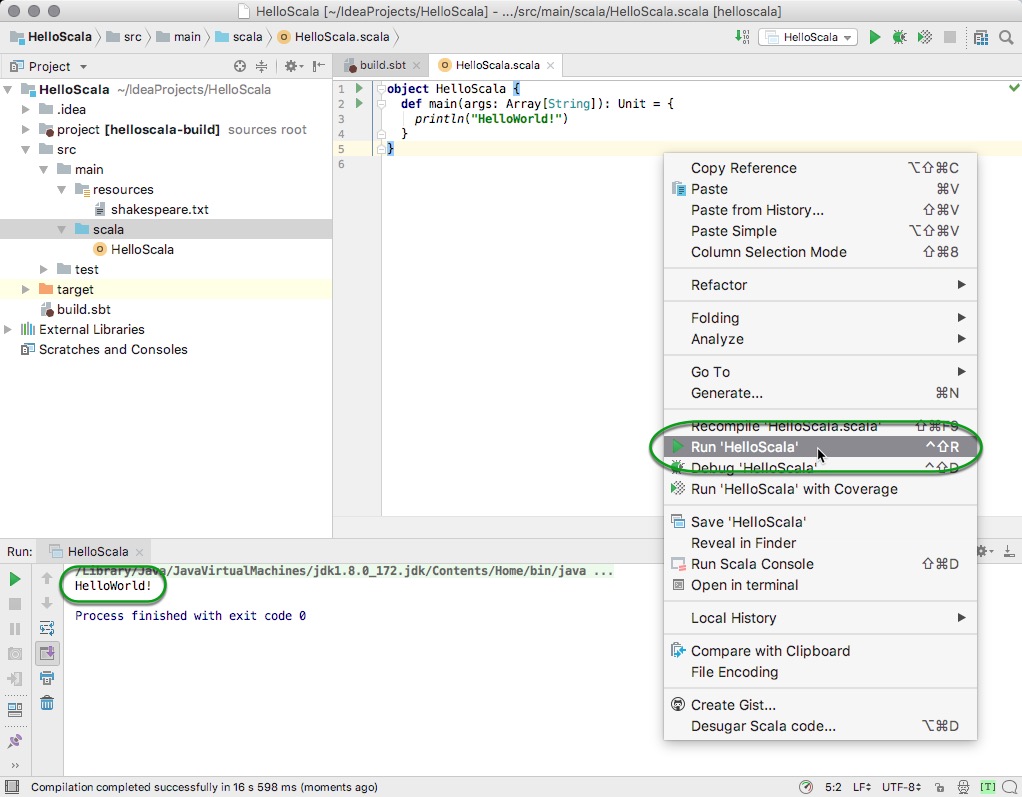 HelloScala [~/IdeaProjects/HelloScala] - .../src/main/scala/HelloScala.scala [helloscala]
HelloScala src main scala HelloScala.scala HelloScala
Project
build.sbt HelloScala.scala
HelloScala ~/IdeaProjects/HelloScala
.idea
project [helloscala-build] sources root
src
main
resources
shakespeare.txt
scala
HelloScala
test
target
build.sbt
External Libraries
Scratches and Consoles
1 object HelloScala {
2 def main(args: Array[String]): Unit = {
3 println("HelloWorld!")
4 }
5 }
6
Copy Reference ⌥⇧⌘C
Paste ⌘V
Paste from History... ⇧⌘V
Paste Simple ⌥⇧⌘V
Column Selection Mode ⇧⌘8
Refactor
Folding
Analyze
Go To
Generate... ⌘N
Recompile 'HelloScala.scala' ⇧⌘F9
Run 'HelloScala' ^⇧R
Debug 'HelloScala' ^⇧D
Run 'HelloScala' with Coverage
Save 'HelloScala'
Reveal in Finder
Run Scala Console ⇧⌘D
Open in terminal
Local History
Compare with Clipboard
File Encoding
Create Gist...
Desugar Scala code... ⌥⌘D
Run: HelloScala
/Library/Java/JavaVirtualMachines/jdk1.8.0_172.jdk/Contents/Home/bin/java ...
HelloWorld!
Process finished with exit code 0
Compilation completed successfully in 16 s 598 ms (moments ago) 5:2 LF UTF-8 [T]